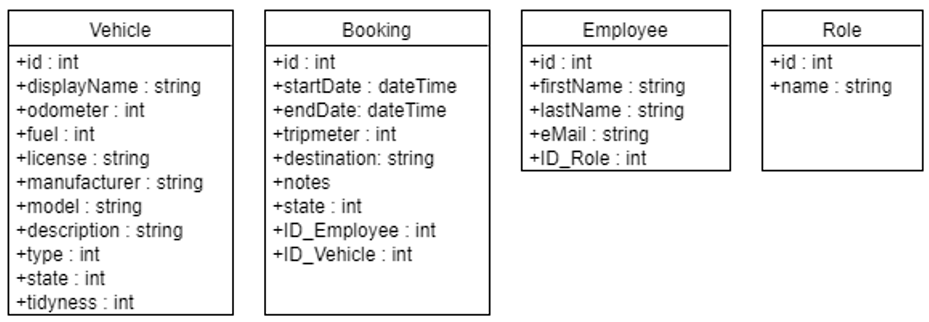 Vehicle
+id : int
+displayName : string
+odometer : int
+fuel : int
+license : string
+manufacturer : string
+model : string
+description : string
+type : int
+state : int
+tidyness : int
Booking
+id : int
+startDate : dateTime
+endDate: dateTime
+tripmeter : int
+destination: string
+notes
+state : int
+ID_Employee : int
+ID_Vehicle : int
Employee
+id : int
+firstName : string
+lastName : string
+eMail : string
+ID_Role : int
Role
+id : int
+name : string